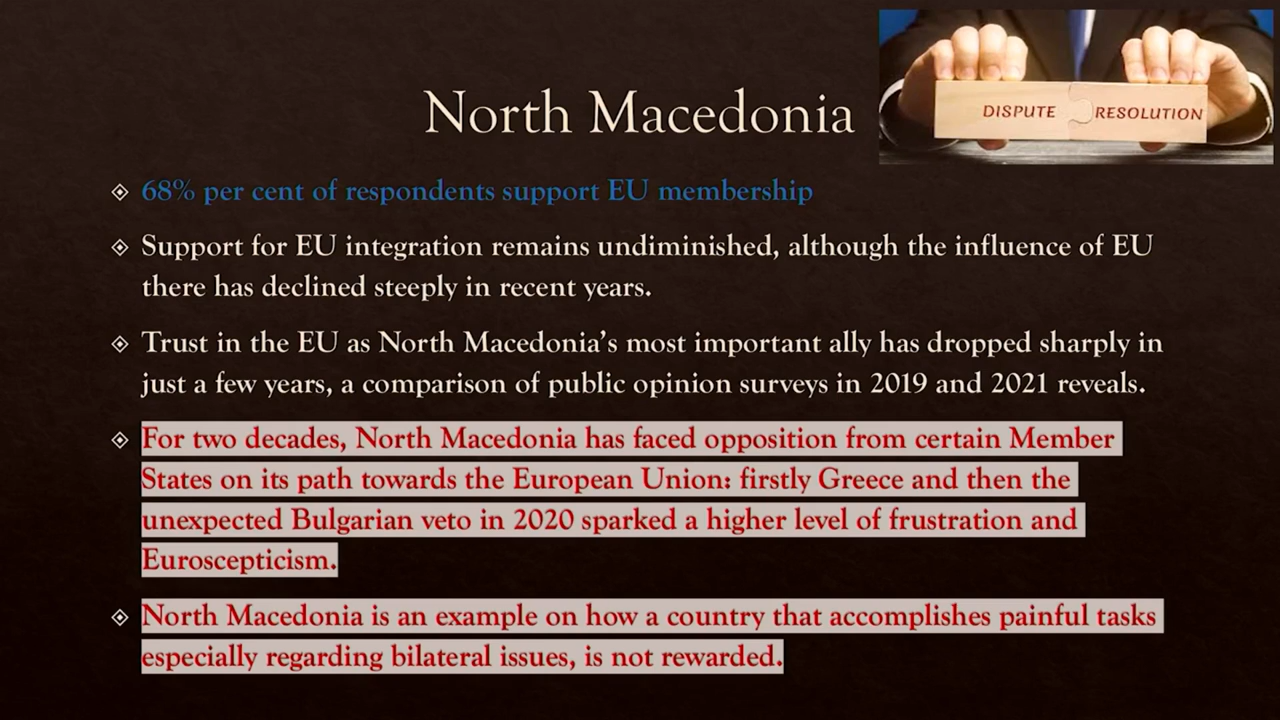 DISPUTE RESOLUTION
North Macedonia
68% per cent of respondents support EU membership
Support for EU integration remains undiminished, although the influence of EU
there has declined steeply in recent years.
Trust in the EU as North Macedonia’s most important ally has dropped sharply in
just a few years, a comparison of public opinion surveys in 2019 and 2021 reveals.
For two decades, North Macedonia has faced opposition from certain Member
States on its path towards the European Union: firstly Greece and then the
unexpected Bulgarian veto in 2020 sparked a higher level of frustration and
Euroscepticism.
North Macedonia is an example on how a country that accomplishes painful tasks
especially regarding bilateral issues, is not rewarded.